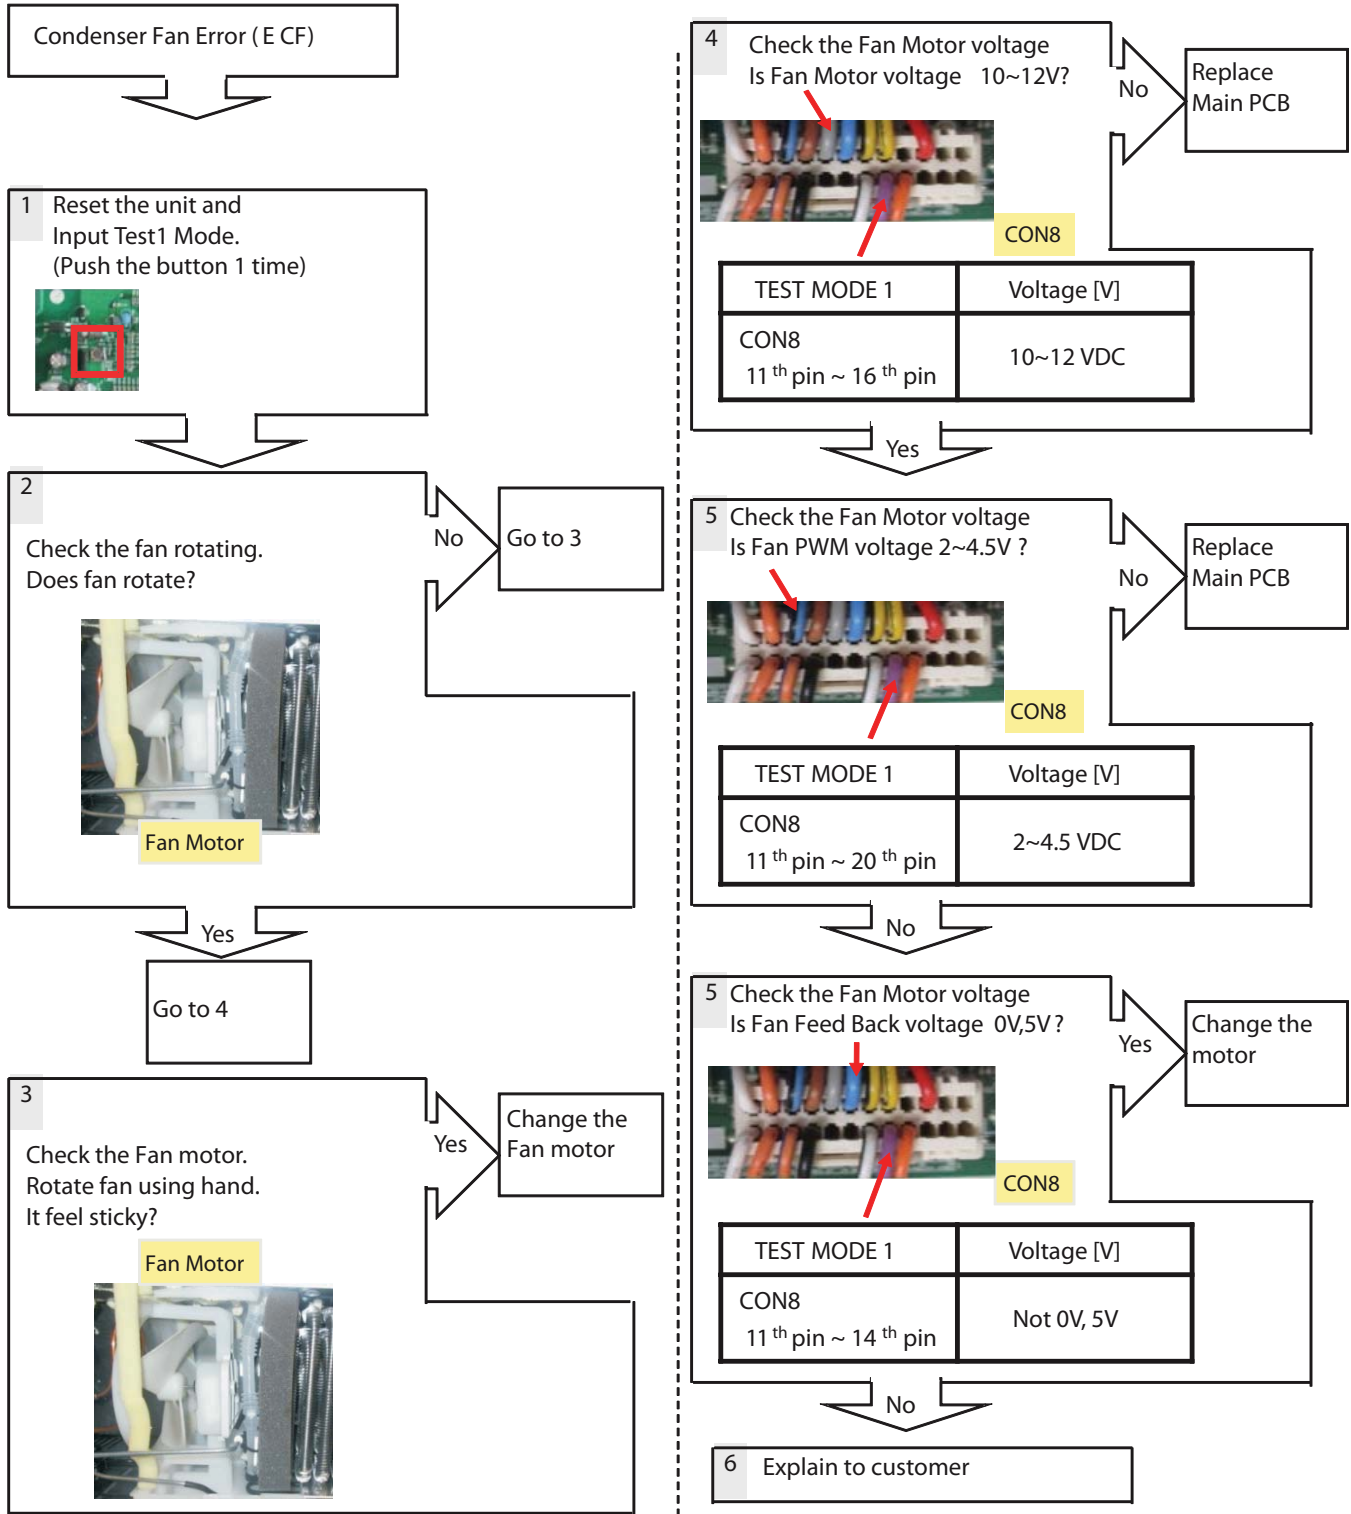 Condenser Fan Error ( E CF)
1 Reset the unit and
Input Test1 Mode.
(Push the button 1 time)
2
Check the fan rotating.
Does fan rotate?
No
Go to 3
Fan Motor
Yes
Go to 4
3
Check the Fan motor.
Rotate fan using hand.
It feel sticky?
Yes
Change the
Fan motor
Fan Motor
4 Check the Fan Motor voltage
Is Fan Motor voltage 10~12V?
No
Replace
Main PCB
CON8
TEST MODE 1 Voltage [V]
CON8
11 th pin ~ 16 th pin
10~12 VDC
Yes
5 Check the Fan Motor voltage
Is Fan PWM voltage 2~4.5V ?
No
Replace
Main PCB
CON8
TEST MODE 1 Voltage [V]
CON8
11 th pin ~ 20 th pin
2~4.5 VDC
No
5 Check the Fan Motor voltage
Is Fan Feed Back voltage 0V,5V ?
Yes
Change the
motor
CON8
TEST MODE 1 Voltage [V]
CON8
11 th pin ~ 14 th pin
Not 0V, 5V
No
6 Explain to customer